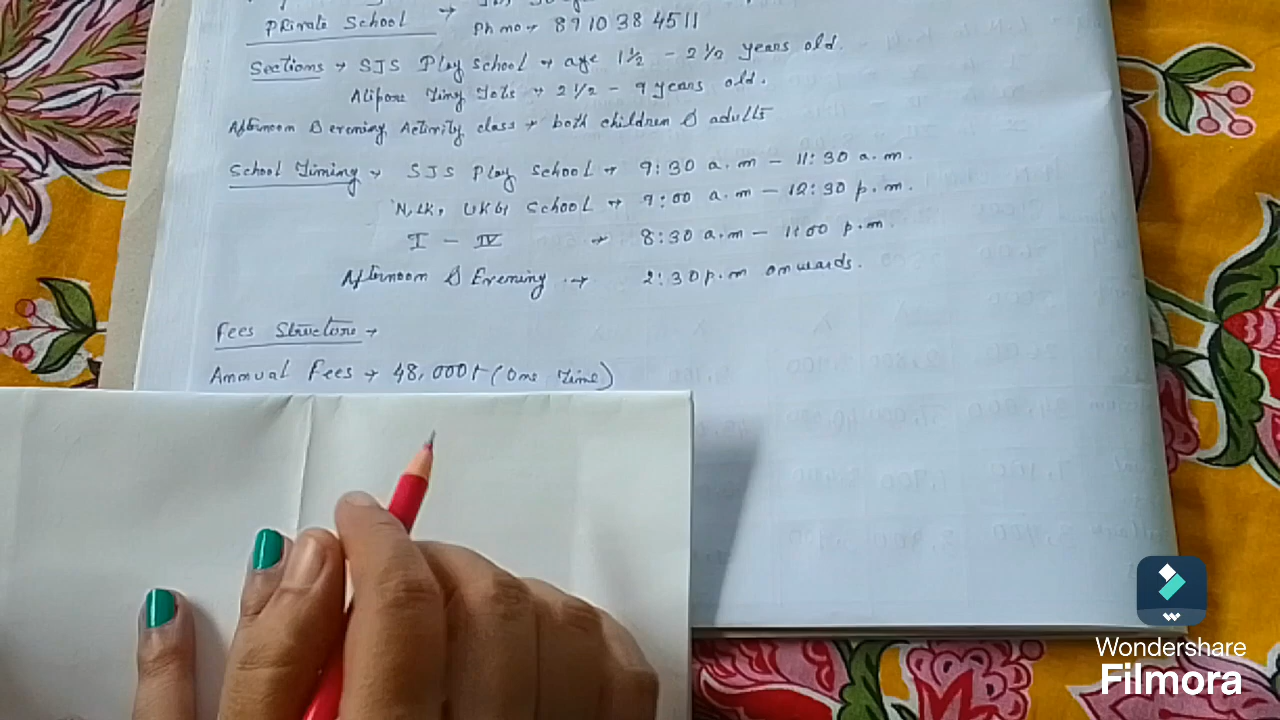 Private School →
Ph no → 8910384511
Sections → SJS Play School → age 1½ - 2½ years old.
Alipore Tiny Tots → 2½ - 9 years old.
Afternoon & evening Activity class → both children & adults
School Timing → SJS Play School → 9:30 a.m - 11:30 a.m.
N, LK, UKG School → 9:00 a.m - 12:30 p.m.
I - IV → 8:30 a.m - 1:00 p.m.
Afternoon & Evening → 2:30 p.m onwards.
Fees Structure →
Annual Fees → 48,000/- (One time)
Wondershare
Filmora